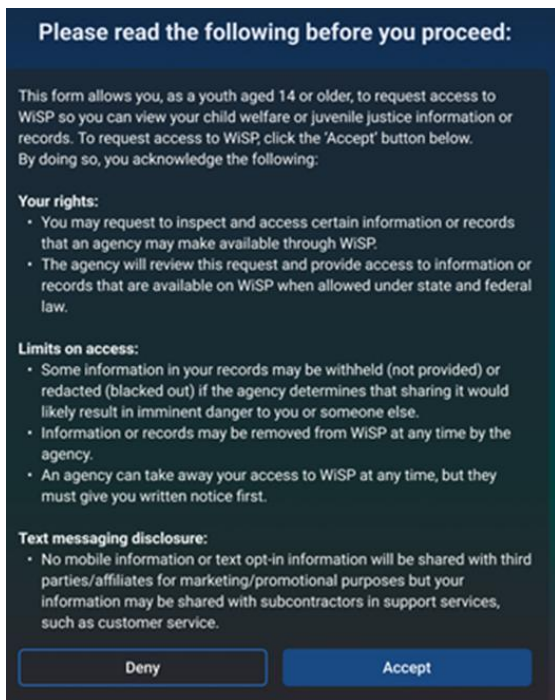 Please read the following before you proceed:
This form allows you, as a youth aged 14 or older, to request access to
WiSP so you can view your child welfare or juvenile justice information or
records. To request access to WiSP, click the 'Accept' button below.
By doing so, you acknowledge the following:
Your rights:
• You may request to inspect and access certain information or records
that an agency may make available through WiSP.
• The agency will review this request and provide access to information or
records that are available on WiSP when allowed under state and federal
law.
Limits on access:
• Some information in your records may be withheld (not provided) or
redacted (blacked out) if the agency determines that sharing it would
likely result in imminent danger to you or someone else.
• Information or records may be removed from WiSP at any time by the
agency.
• An agency can take away your access to WiSP at any time, but they
must give you written notice first.
Text messaging disclosure:
• No mobile information or text opt-in information will be shared with third
parties/affiliates for marketing/promotional purposes but your
information may be shared with subcontractors in support services,
such as customer service.
Deny
Accept